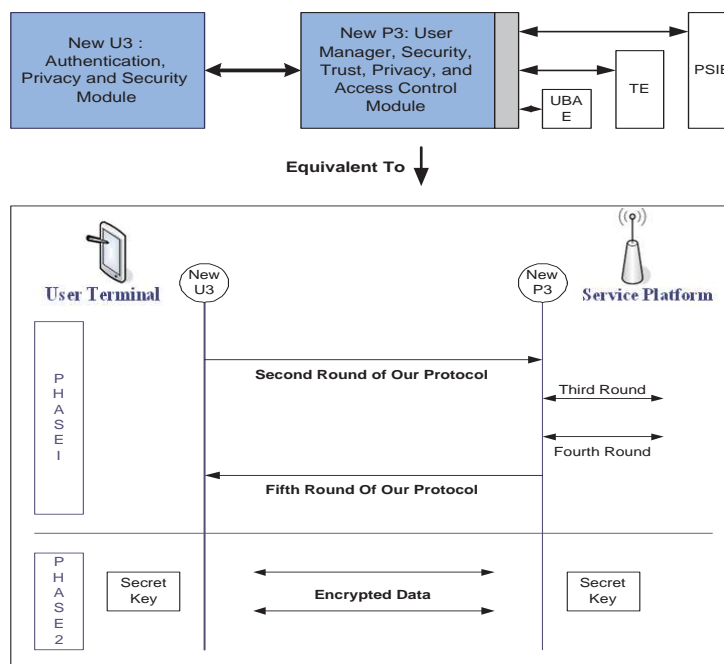 New U3 :
Authentication,
Privacy and Security
Module
New P3: User
Manager, Security,
Trust, Privacy, and
Access Control
Module
UBA
E
TE
PSIE
Equivalent To
User Terminal
New
U3
New
P3
Service Platform
P
H
A
S
E
1
Second Round of Our Protocol
Third Round
Fourth Round
Fifth Round Of Our Protocol
P
H
A
S
E
2
Secret
Key
Encrypted Data
Secret
Key